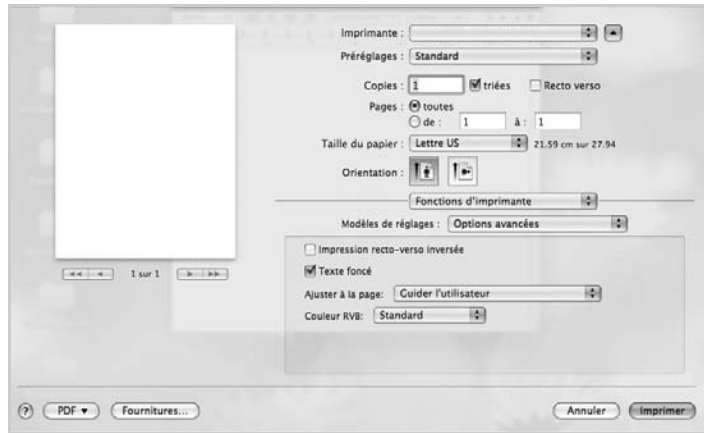 Imprimante :
Préréglages : Standard
Copies : 1 triées Recto verso
Pages : toutes
de : 1 à : 1
Taille du papier : Lettre US 21.59 cm sur 27.94
Orientation :
Fonctions d'imprimante
Modèles de réglages : Options avancées
Impression recto-verso inversée
Texte foncé
Ajuster à la page: Guider l'utilisateur
Couleur RVB: Standard
1 sur 1
? PDF Fournitures... Annuler Imprimer